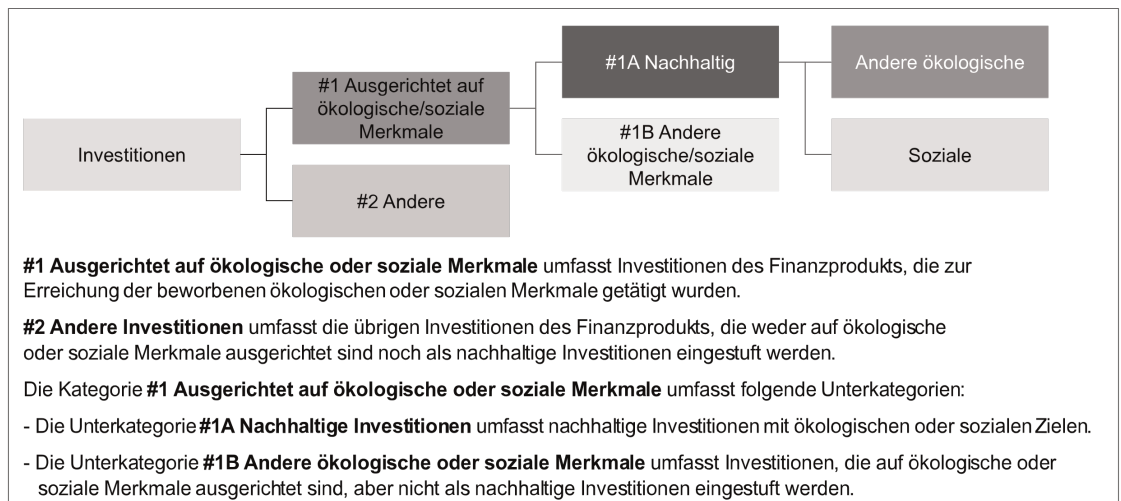 Investitionen
#1 Ausgerichtet auf
ökologische/soziale
Merkmale
#2 Andere
#1A Nachhaltig
#1B Andere
ökologische/soziale
Merkmale
Andere ökologische
Soziale
#1 Ausgerichtet auf ökologische oder soziale Merkmale umfasst Investitionen des Finanzprodukts, die zur
Erreichung der beworbenen ökologischen oder sozialen Merkmale getätigt wurden.
#2 Andere Investitionen umfasst die übrigen Investitionen des Finanzprodukts, die weder auf ökologische
oder soziale Merkmale ausgerichtet sind noch als nachhaltige Investitionen eingestuft werden.
Die Kategorie #1 Ausgerichtet auf ökologische oder soziale Merkmale umfasst folgende Unterkategorien:
- Die Unterkategorie #1A Nachhaltige Investitionen umfasst nachhaltige Investitionen mit ökologischen oder sozialen Zielen.
- Die Unterkategorie #1B Andere ökologische oder soziale Merkmale umfasst Investitionen, die auf ökologische oder
soziale Merkmale ausgerichtet sind, aber nicht als nachhaltige Investitionen eingestuft werden.